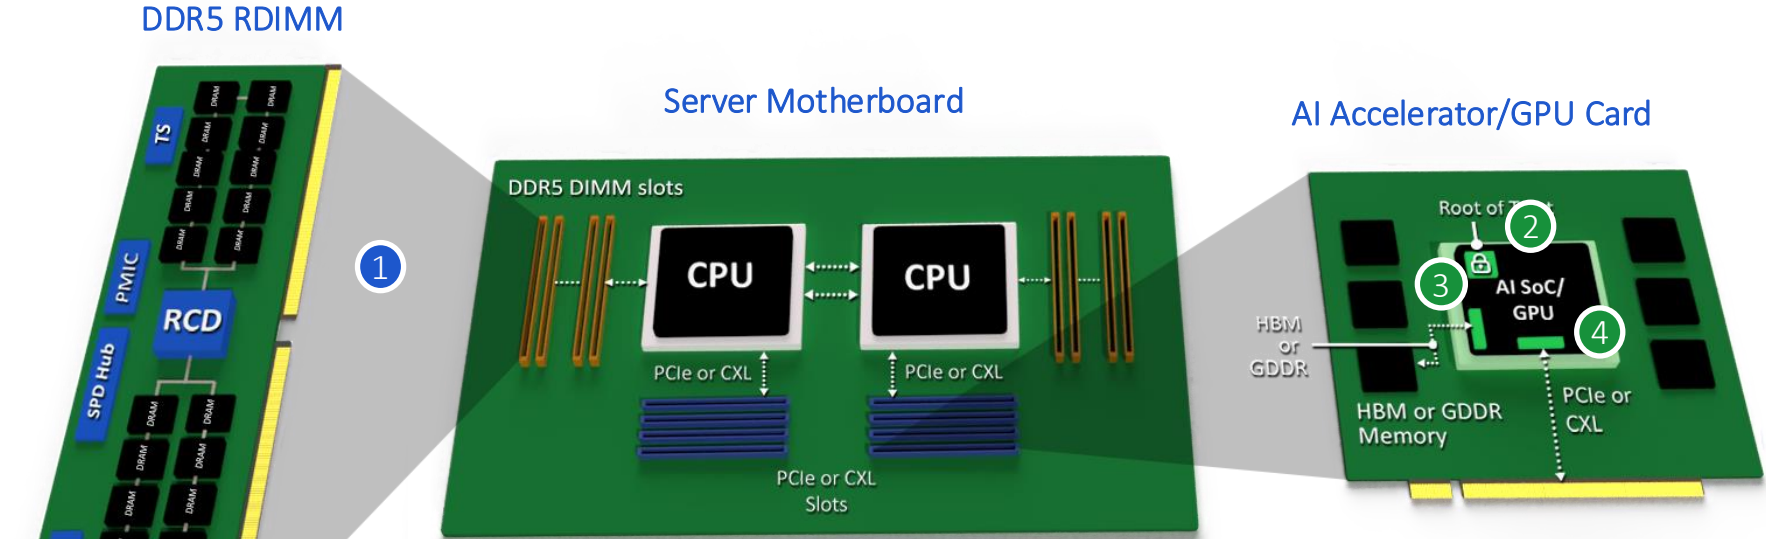 DDR5 RDIMM
Server Motherboard
AI Accelerator/GPU Card
DRAM
DRAM
DRAM
DRAM
DRAM
DRAM
DRAM
DRAM
DRAM
DRAM
TS
PMIC
RCD
SPD Hub
DRAM
DRAM
DRAM
DRAM
DRAM
DRAM
1
DDR5 DIMM slots
CPU
CPU
PCIe or CXL
PCIe or CXL
PCIe or CXL
Slots
Root of
2
3
AI SoC/
GPU
4
HBM
or
GDDR
HBM or GDDR
Memory
PCIe or
CXL